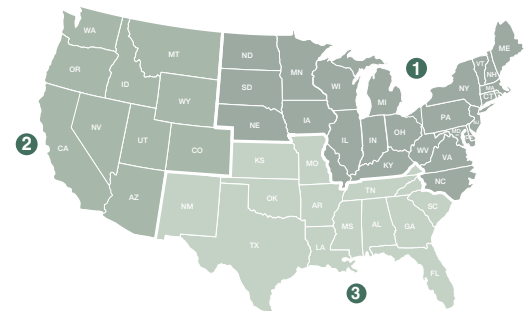 WA
ME
MT
ND
VT
OR
MN
NH
ID
1
WI
NY
SD
MA
WY
MI
CT
RI
PA
IA
NE
NV
OH
IL
IN
MD
DE
UT
2
CA
CO
WV
VA
KS
MO
KY
NC
TN
AZ
OK
NM
AR
SC
MS
AL
GA
TX
LA
FL
3